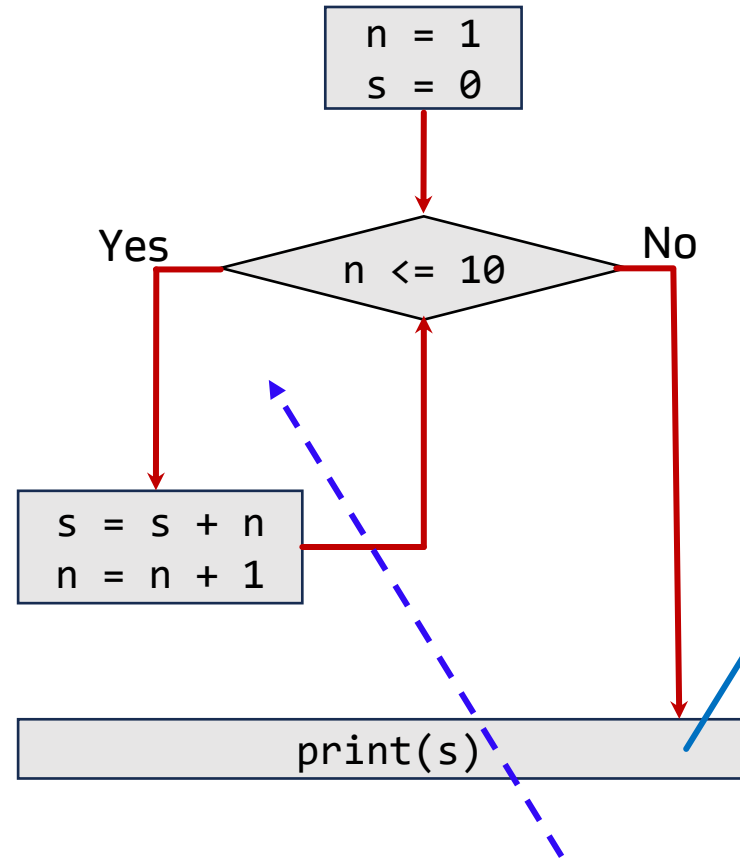 n = 1
s = 0
Yes
n <= 10
No
s = s + n
n = n + 1
print(s)